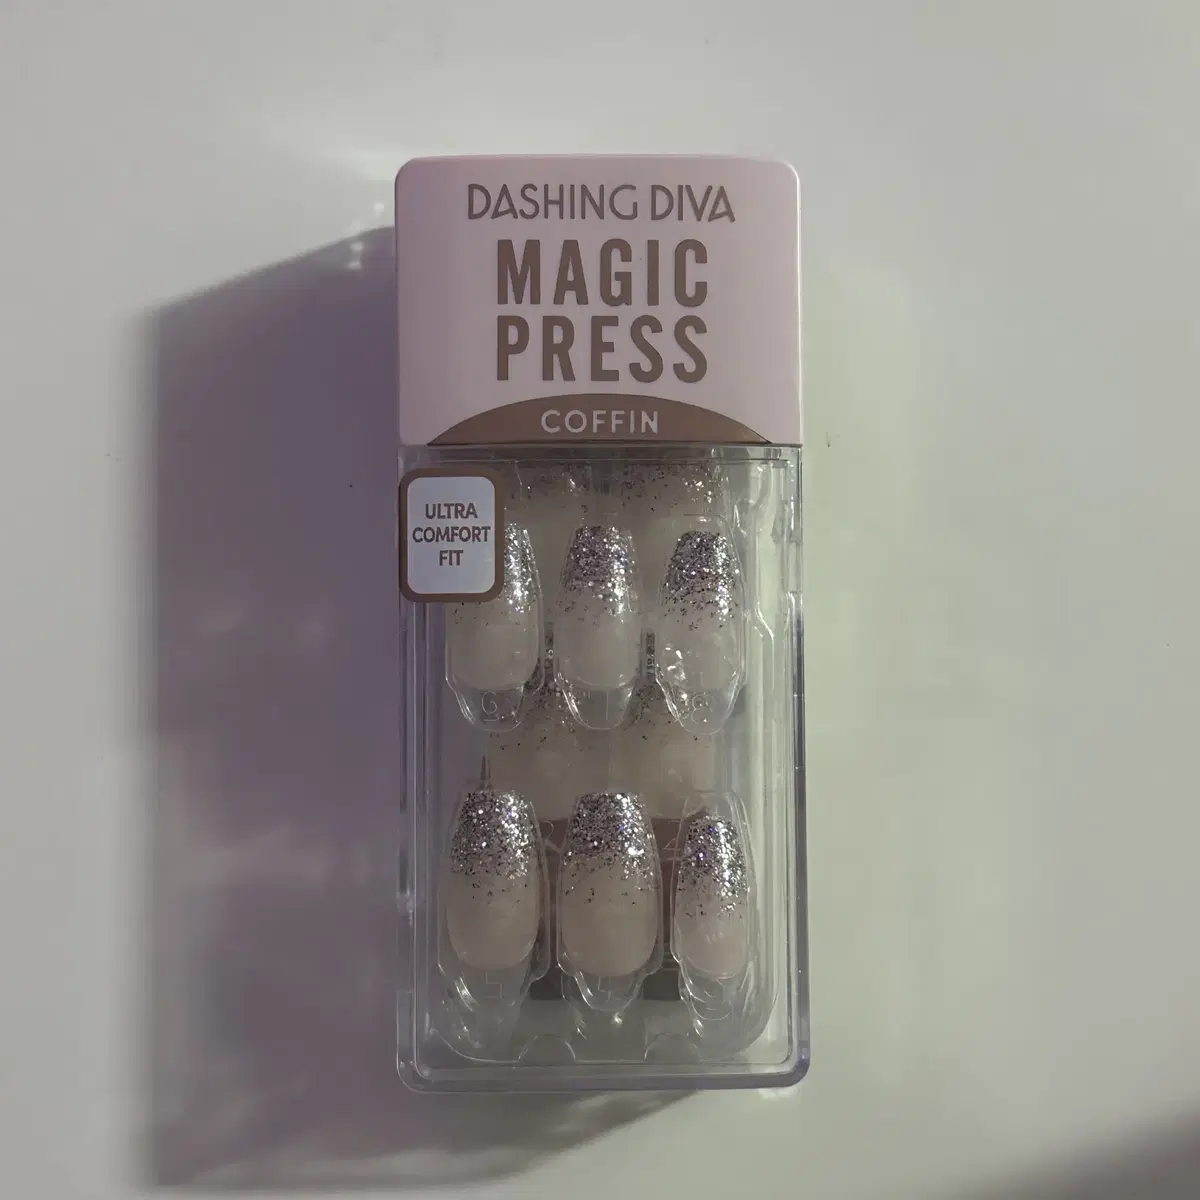 DASHING DIVA
MAGIC
PRESS
COFFIN
ULTRA
COMFORT
FIT